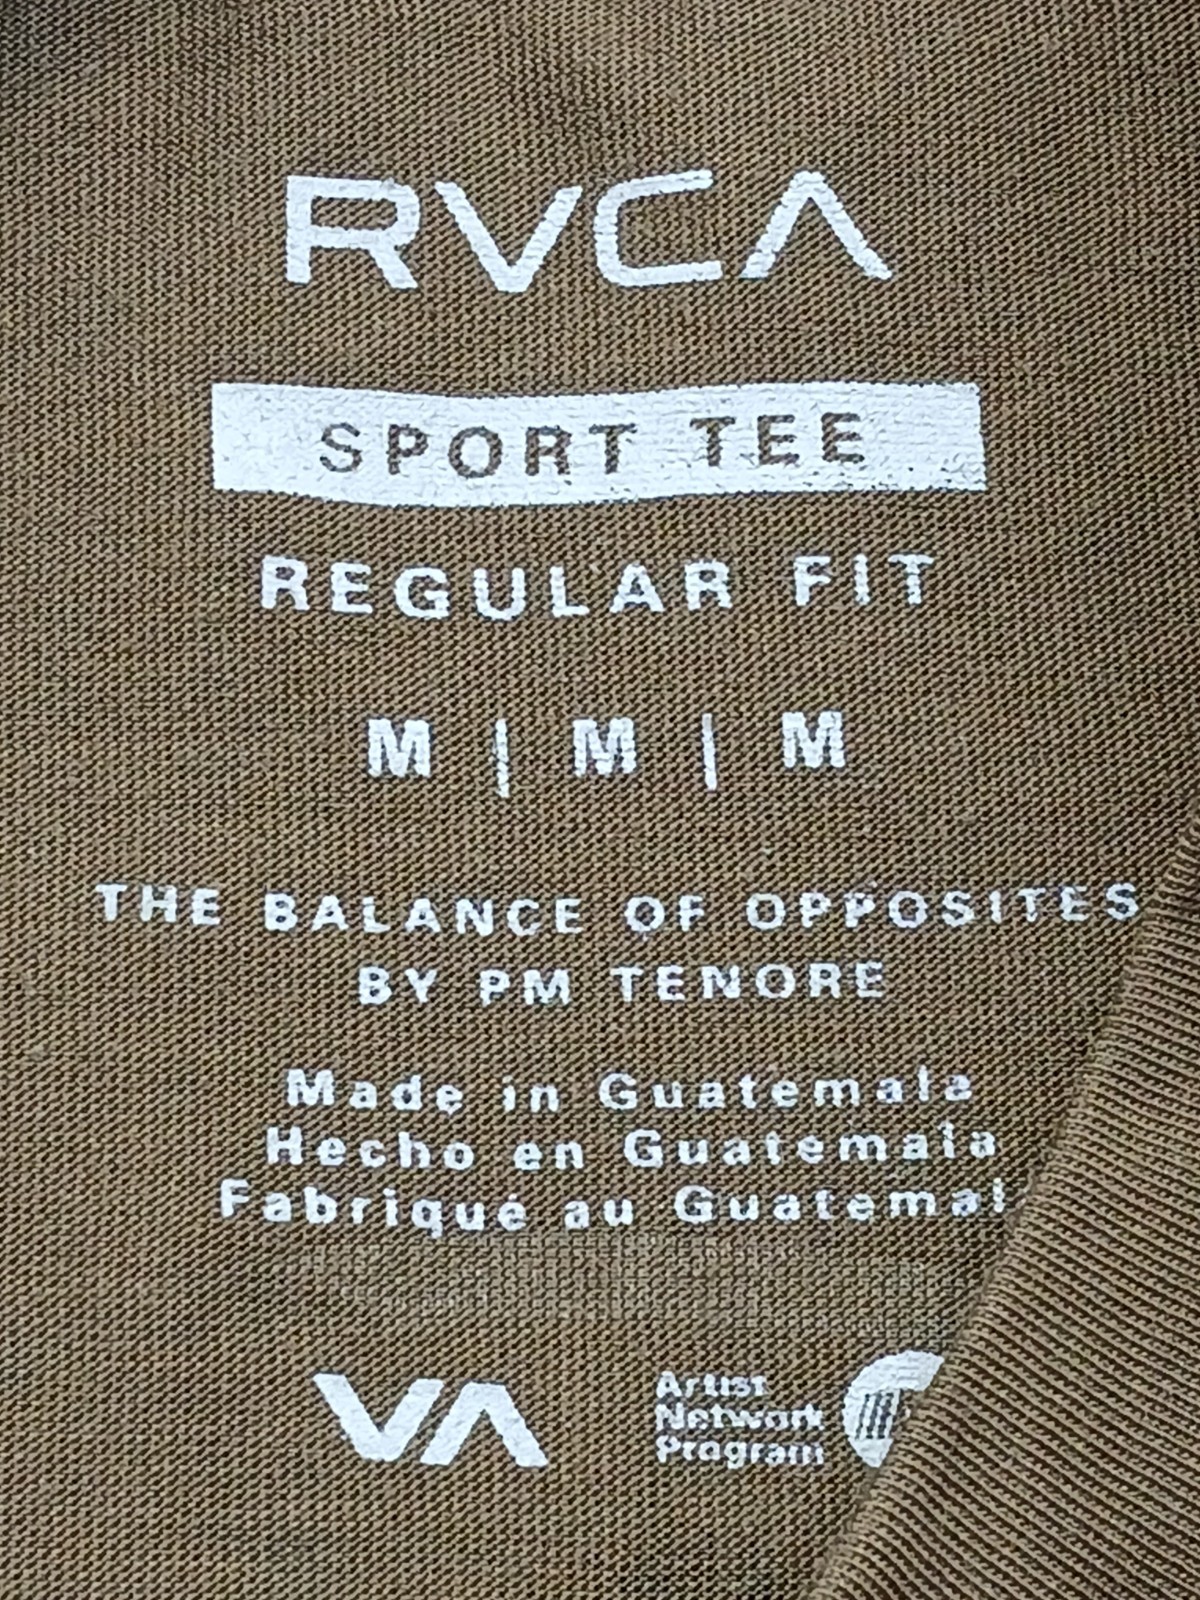 RVCA
SPORT TEE
REGULAR FIT
M | M | M
THE BALANCE OF OPPOSITES
BY PM TENORE
Made in Guatemala
Hecho en Guatemala
Fabriqué au Guatemal
VA
Artist
Network
Program